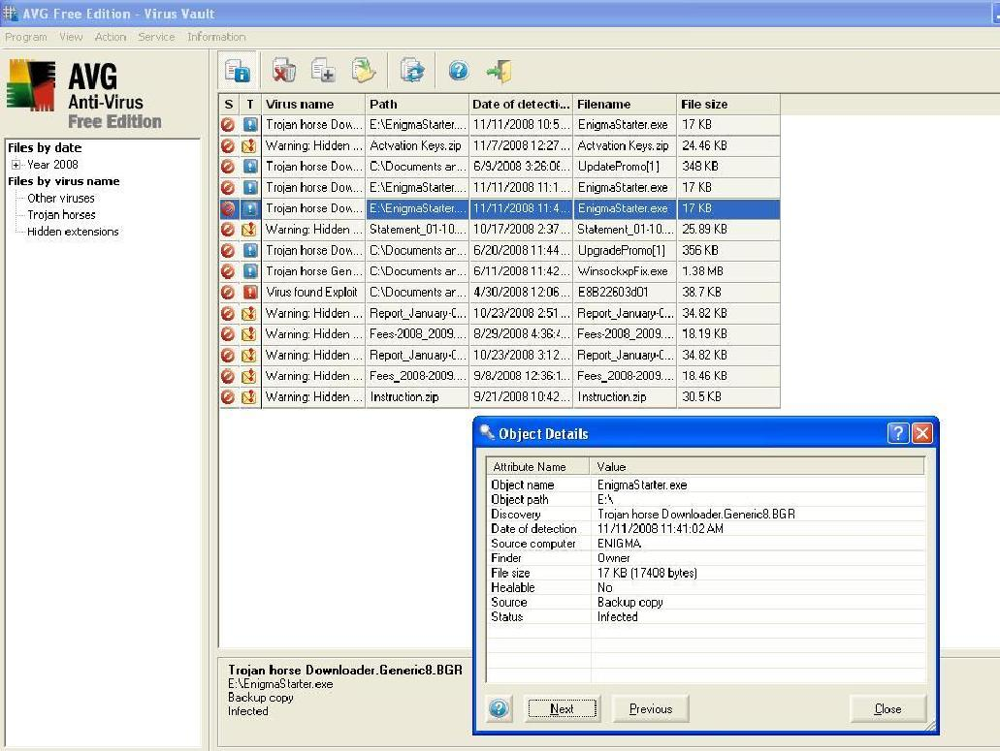 AVG Free Edition - Virus Vault
Program View Action Service Information
AVG
Anti-Virus
Free Edition
Files by date
Year 2008
Files by virus name
Other viruses
Trojan horses
Hidden extensions
S T Virus name Path Date of detecti... Filename File size
Trojan horse Dow... E:\EnigmaStarter.... 11/11/2008 10:5... EnigmaStarter.exe 17 KB
Warning: Hidden ... Actvation Keys.zip 11/7/2008 12:27... Actvation Keys.zip 24.46 KB
Trojan horse Dow... C:\Documents ar... 6/9/2008 3:26:0... UpdatePromo[1] 348 KB
Trojan horse Dow... E:\EnigmaStarter.... 11/11/2008 11:1... EnigmaStarter.exe 17 KB
Trojan horse Dow... E:\EnigmaStarter.... 11/11/2008 11:4... EnigmaStarter.exe 17 KB
Warning: Hidden ... Statement_01-10.... 10/17/2008 2:37... Statement_01-10.... 25.89 KB
Trojan horse Dow... C:\Documents ar... 6/20/2008 11:44... UpgradePromo[1] 356 KB
Trojan horse Gen... C:\Documents ar... 6/11/2008 11:42... WinsockxpFix.exe 1.38 MB
Virus found Exploit C:\Documents ar... 4/30/2008 12:06... E8B22603d01 38.7 KB
Warning: Hidden ... Report_January-0... 10/23/2008 2:51... Report_January-0... 34.82 KB
Warning: Hidden ... Fees-2008_2009.... 8/29/2008 4:36:4... Fees-2008_2009.... 18.19 KB
Warning: Hidden ... Report_January-0... 10/23/2008 3:12... Report_January-0... 34.82 KB
Warning: Hidden ... Fees_2008-2009.... 9/8/2008 12:36:1... Fees_2008-2009.... 18.46 KB
Warning: Hidden ... Instruction.zip 9/21/2008 10:42... Instruction.zip 30.5 KB
Object Details
Attribute Name Value
Object name EnigmaStarter.exe
Object path E:\
Discovery Trojan horse Downloader.Generic8.BGR
Date of detection 11/11/2008 11:41:02 AM
Source computer ENIGMA
Finder Owner
File size 17 KB (17408 bytes)
Healable No
Source Backup copy
Status Infected
Next Previous Close
Trojan horse Downloader.Generic8.BGR
E:\EnigmaStarter.exe
Backup copy
Infected